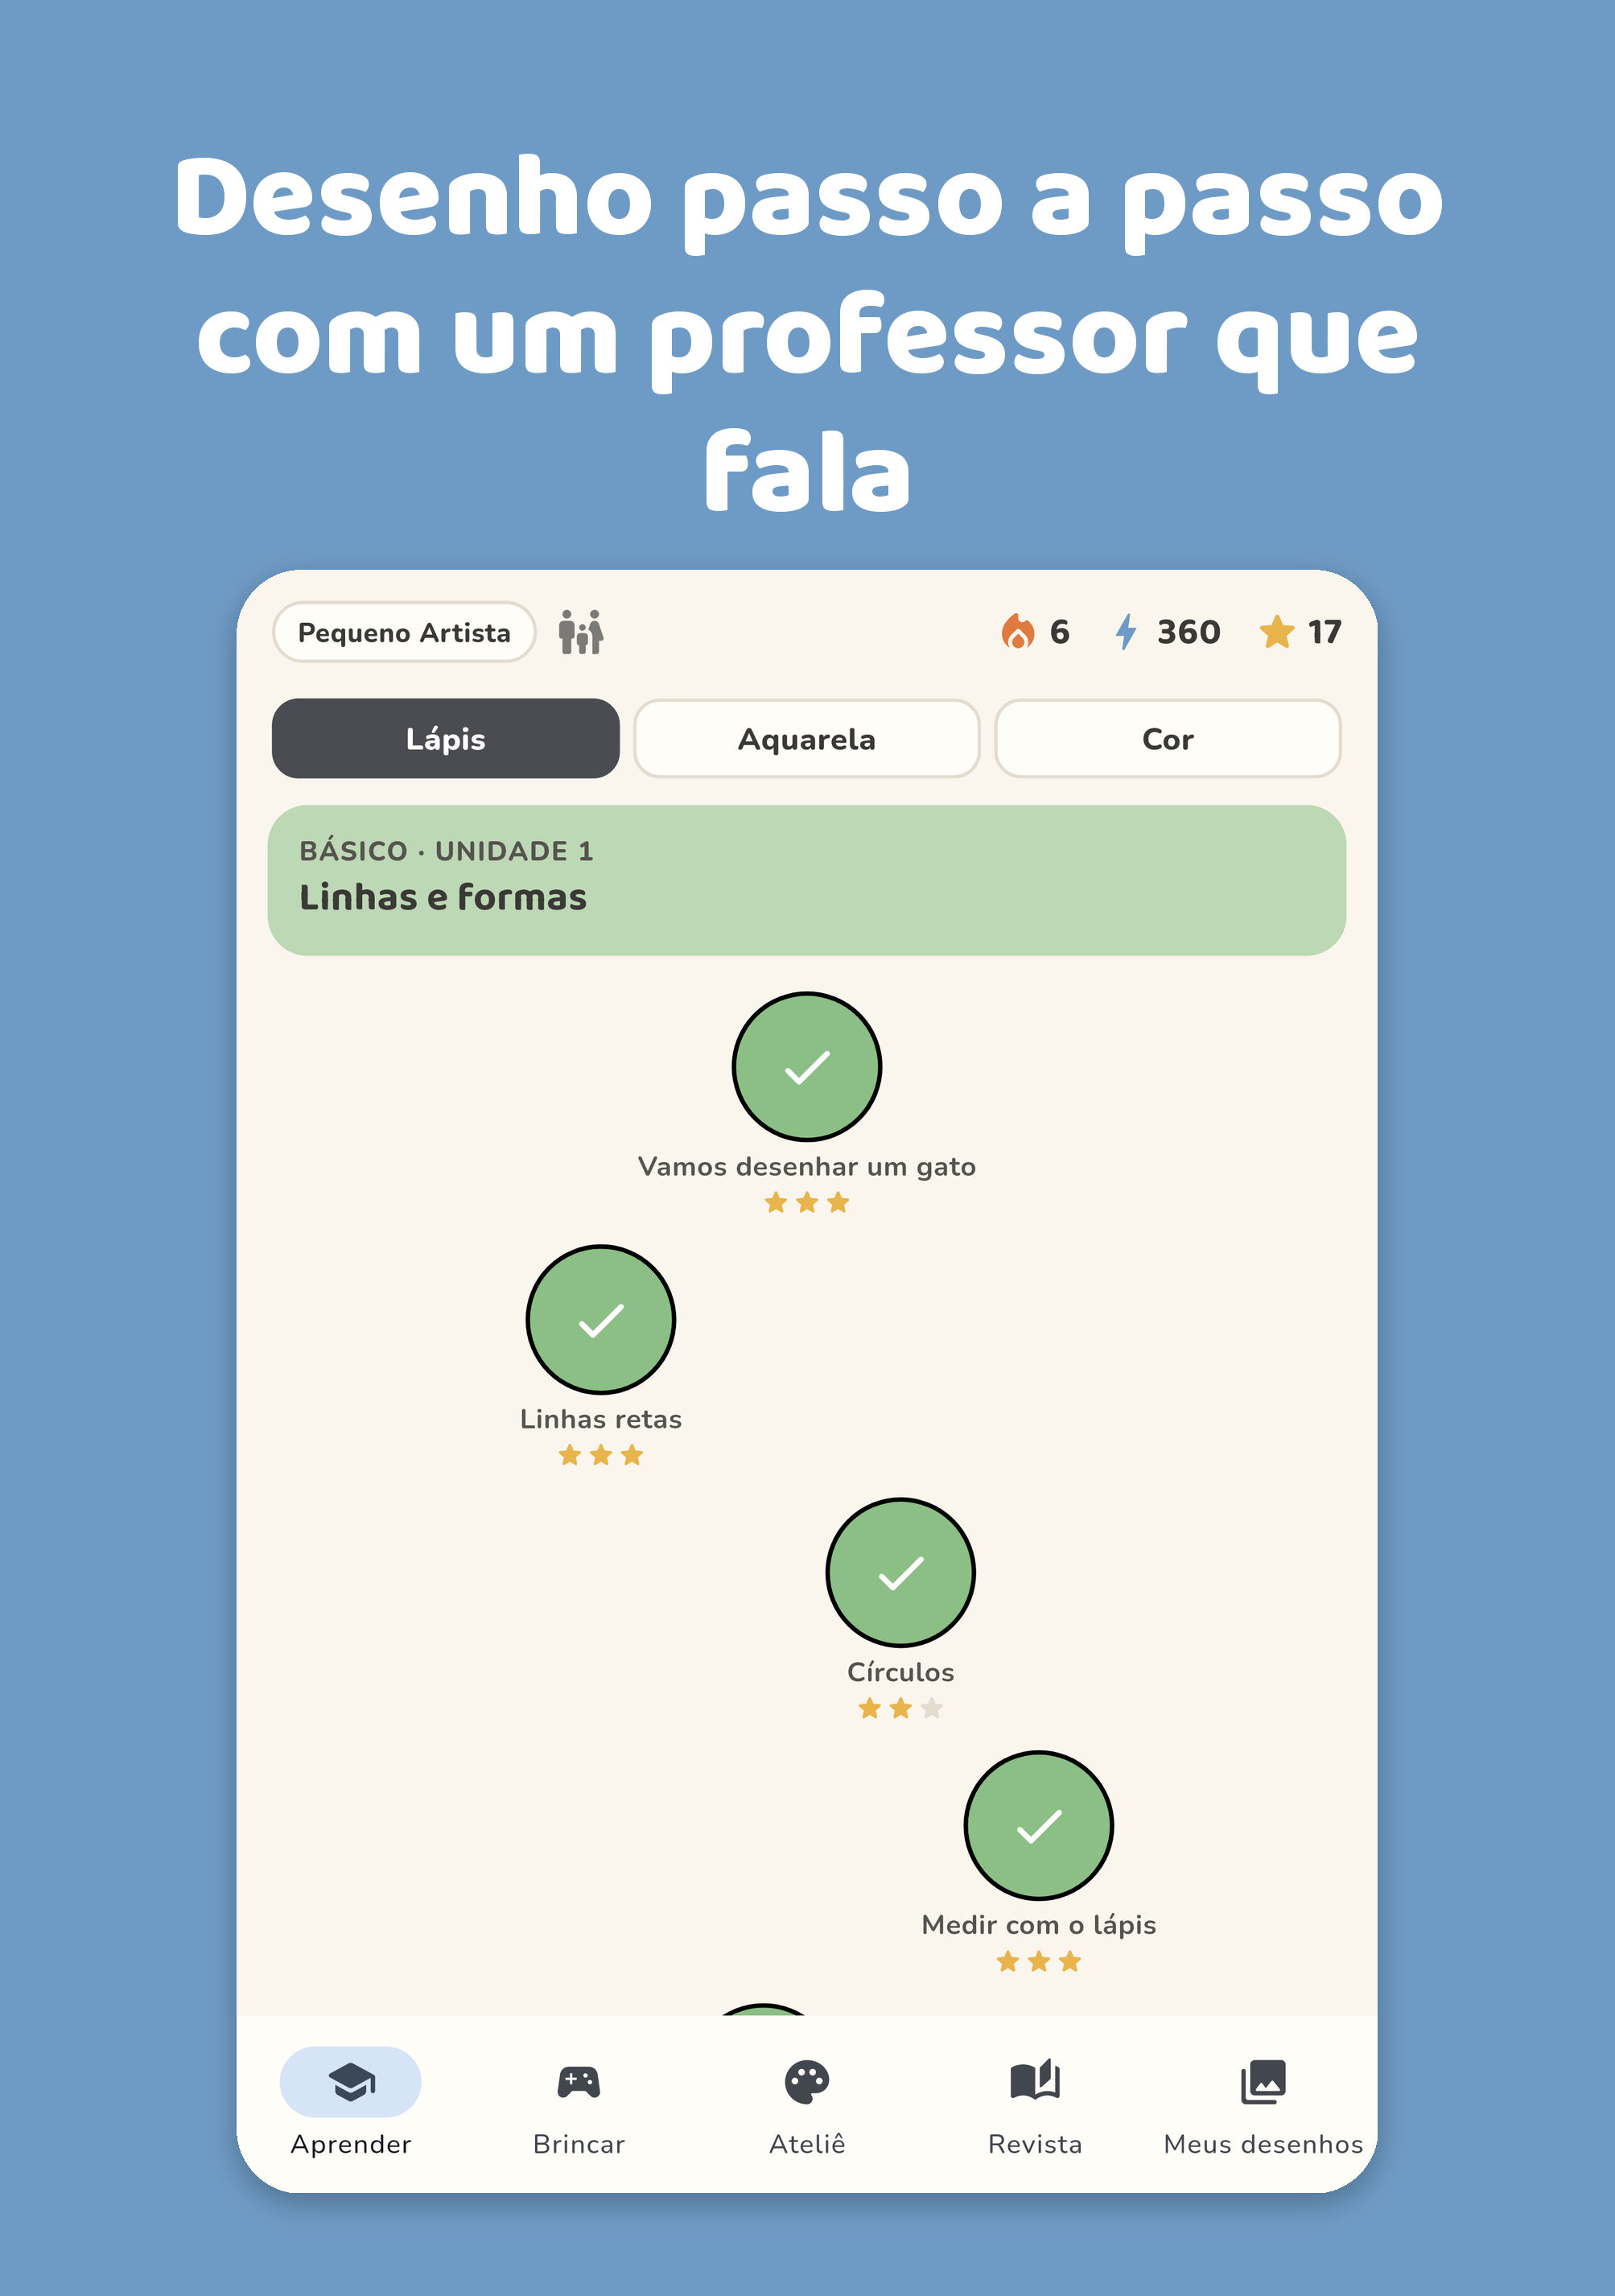 Desenho passo a passo
com um professor que
fala
Pequeno Artista
6
360
17
Lápis
Aquarela
Cor
BÁSICO · UNIDADE 1
Linhas e formas
Vamos desenhar um gato
Linhas retas
Círculos
Medir com o lápis
Aprender
Brincar
Ateliê
Revista
Meus desenhos